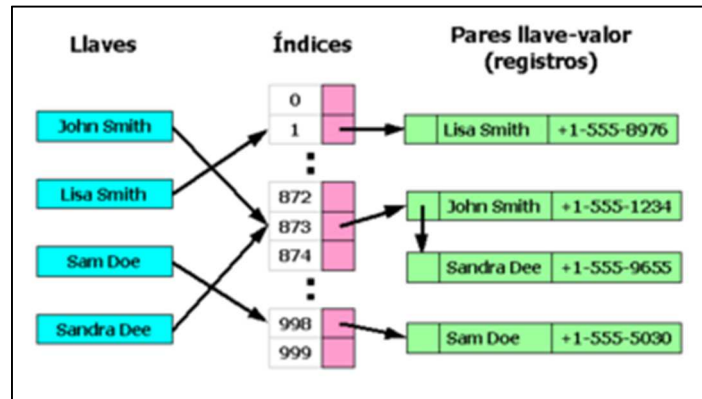 Llaves
Índices
Pares llave-valor
(registros)
John Smith
Lisa Smith
Sam Doe
Sandra Dee
0
1
:
872
873
874
:
998
999
Lisa Smith +1-555-8976
John Smith +1-555-1234
Sandra Dee +1-555-9655
Sam Doe +1-555-5030